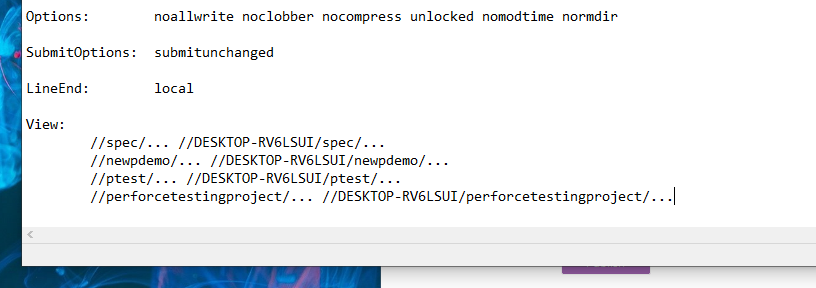 Options:        noallwrite noclobber nocompress unlocked nomodtime normdir
SubmitOptions:  submitunchanged
LineEnd:        local
View:
        //spec/... //DESKTOP-RV6LSUI/spec/...
        //newpdemo/... //DESKTOP-RV6LSUI/newpdemo/...
        //ptest/... //DESKTOP-RV6LSUI/ptest/...
        //perforcetestingproject/... //DESKTOP-RV6LSUI/perforcetestingproject/...